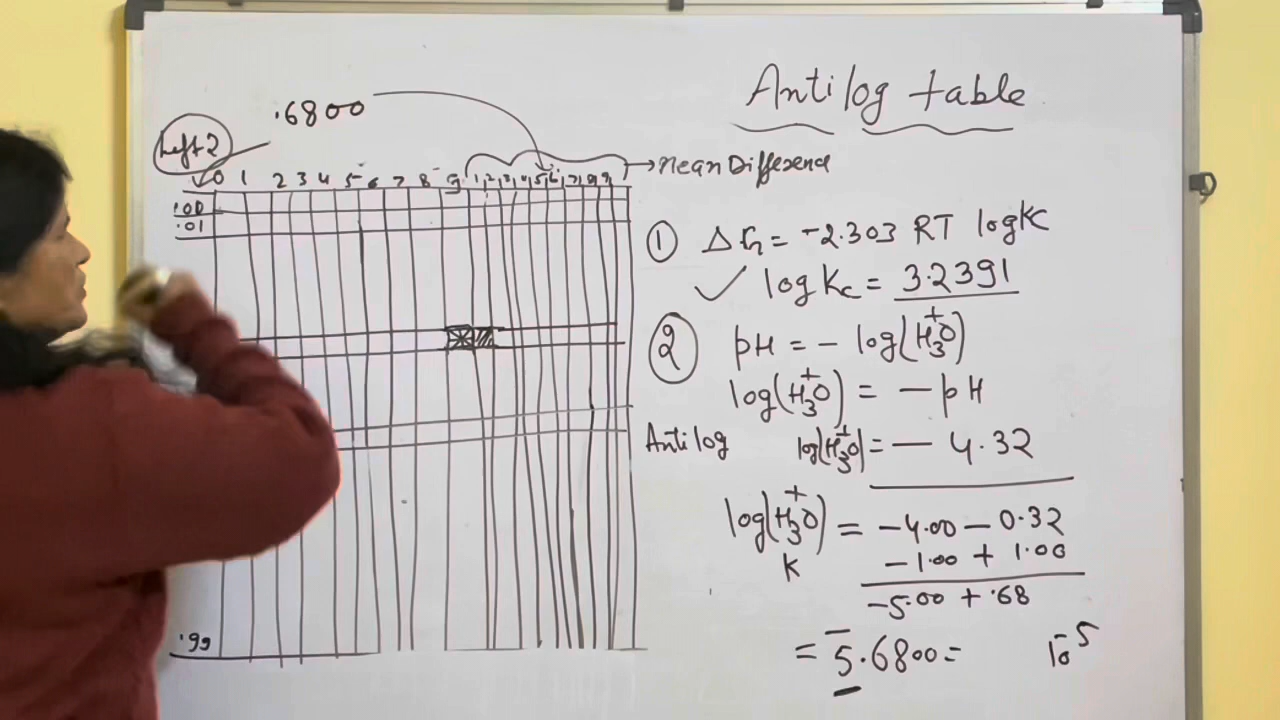 Antilog table
.6800
Left 2
0 1 2 3 4 5 6 7 8 9 1 2 3 4 5 6 7 8 9
→ Mean Difference
.00
.01
.99
① ΔG = -2.303 RT log Kc
✓ log Kc = 3.2391
② pH = - log(H3O+)
log(H3O+) = - pH
Antilog log(H3O+) = - 4.32
log(H3O+) = -4.00 - 0.32
K -1.00 + 1.00
-5.00 + .68
= 5̅.6800 = 10^-5